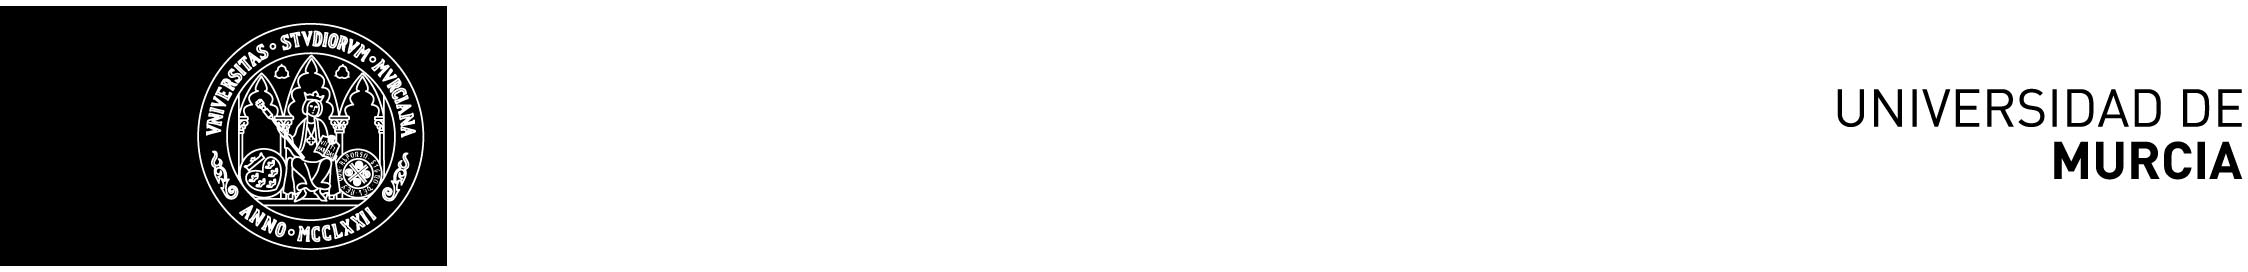 VNIVERSITAS · STVDIORVM · MVRCIANA
ANNO · MCCLXXII
UNIVERSIDAD DE
MURCIA